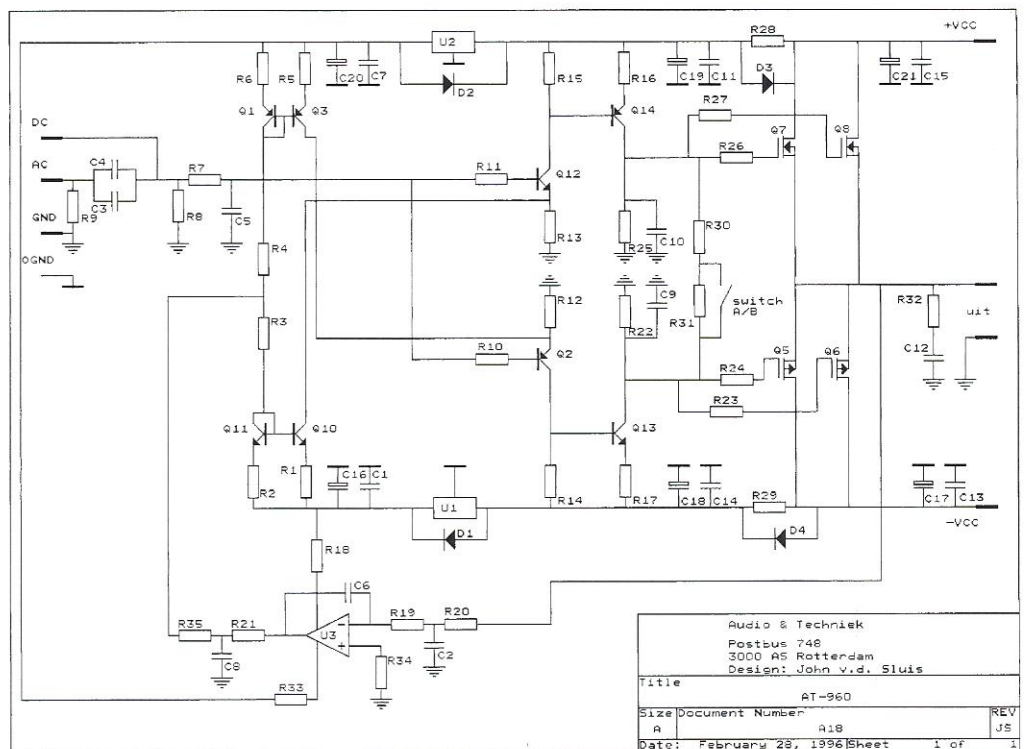 +VCC
R28
U2
R6
R5
C20
C7
D2
R15
R16
C19
C11
D3
C21
C15
Q1
Q3
Q14
R27
Q7
Q8
DC
AC
C4
C3
R7
R11
R26
Q12
R9
R8
C5
GND
R13
R25
C10
R30
R4
0GND
R12
R22
C9
R31
switch
A/B
R32
uit
R3
R10
Q2
Q5
Q6
C12
R24
R23
Q11
Q10
Q13
R2
R1
C16
C1
U1
R14
R17
C18
C14
R29
C17
C13
-VCC
D1
D4
R18
C6
R35
R21
U3
-
+
R19
R20
C2
C8
R34
R33
Audio & Techniek
Postbus 748
3000 AS Rotterdam
Design: John v.d. Sluis
Title
AT-960
Size Document Number REV
A A18 JS
Date: February 28, 1996 Sheet 1 of 1